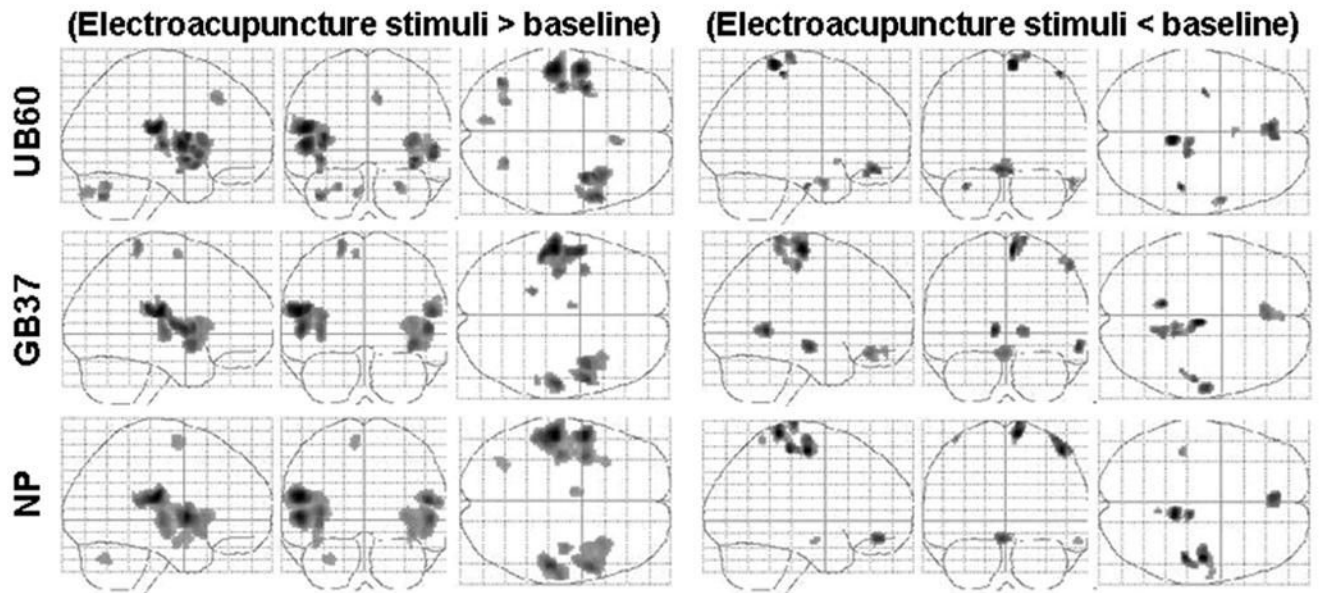 (Electroacupuncture stimuli > baseline)
(Electroacupuncture stimuli < baseline)
UB60
GB37
NP